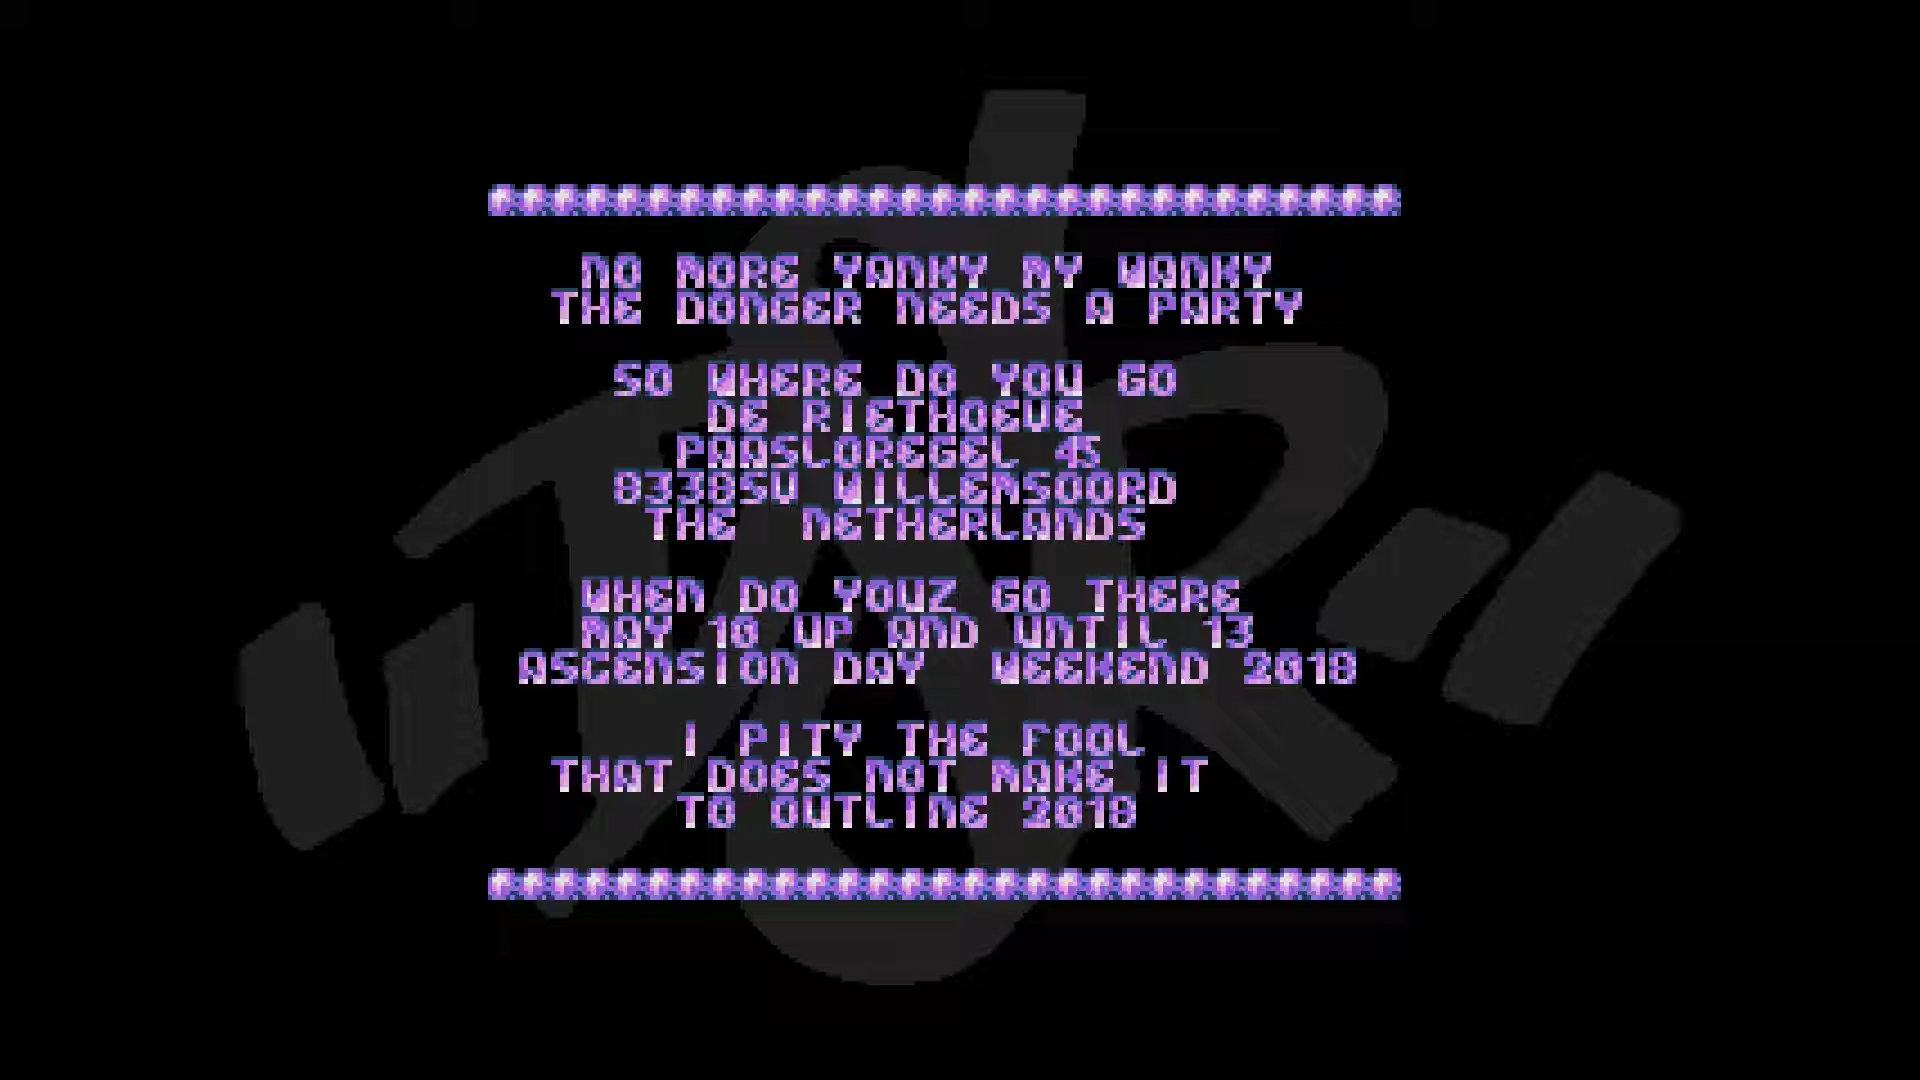 NO MORE YANKY MY WANKY
THE DONGER NEEDS A PARTY
SO WHERE DO YOU GO
DE RIETHOEVE
PAASLOREGEL 45
8338SV WILLEMSOORD
THE NETHERLANDS
WHEN DO YOUZ GO THERE
MAY 10 UP AND UNTIL 13
ASCENSION DAY WEEKEND 2018
I PITY THE FOOL
THAT DOES NOT MAKE IT
TO OUTLINE 2018